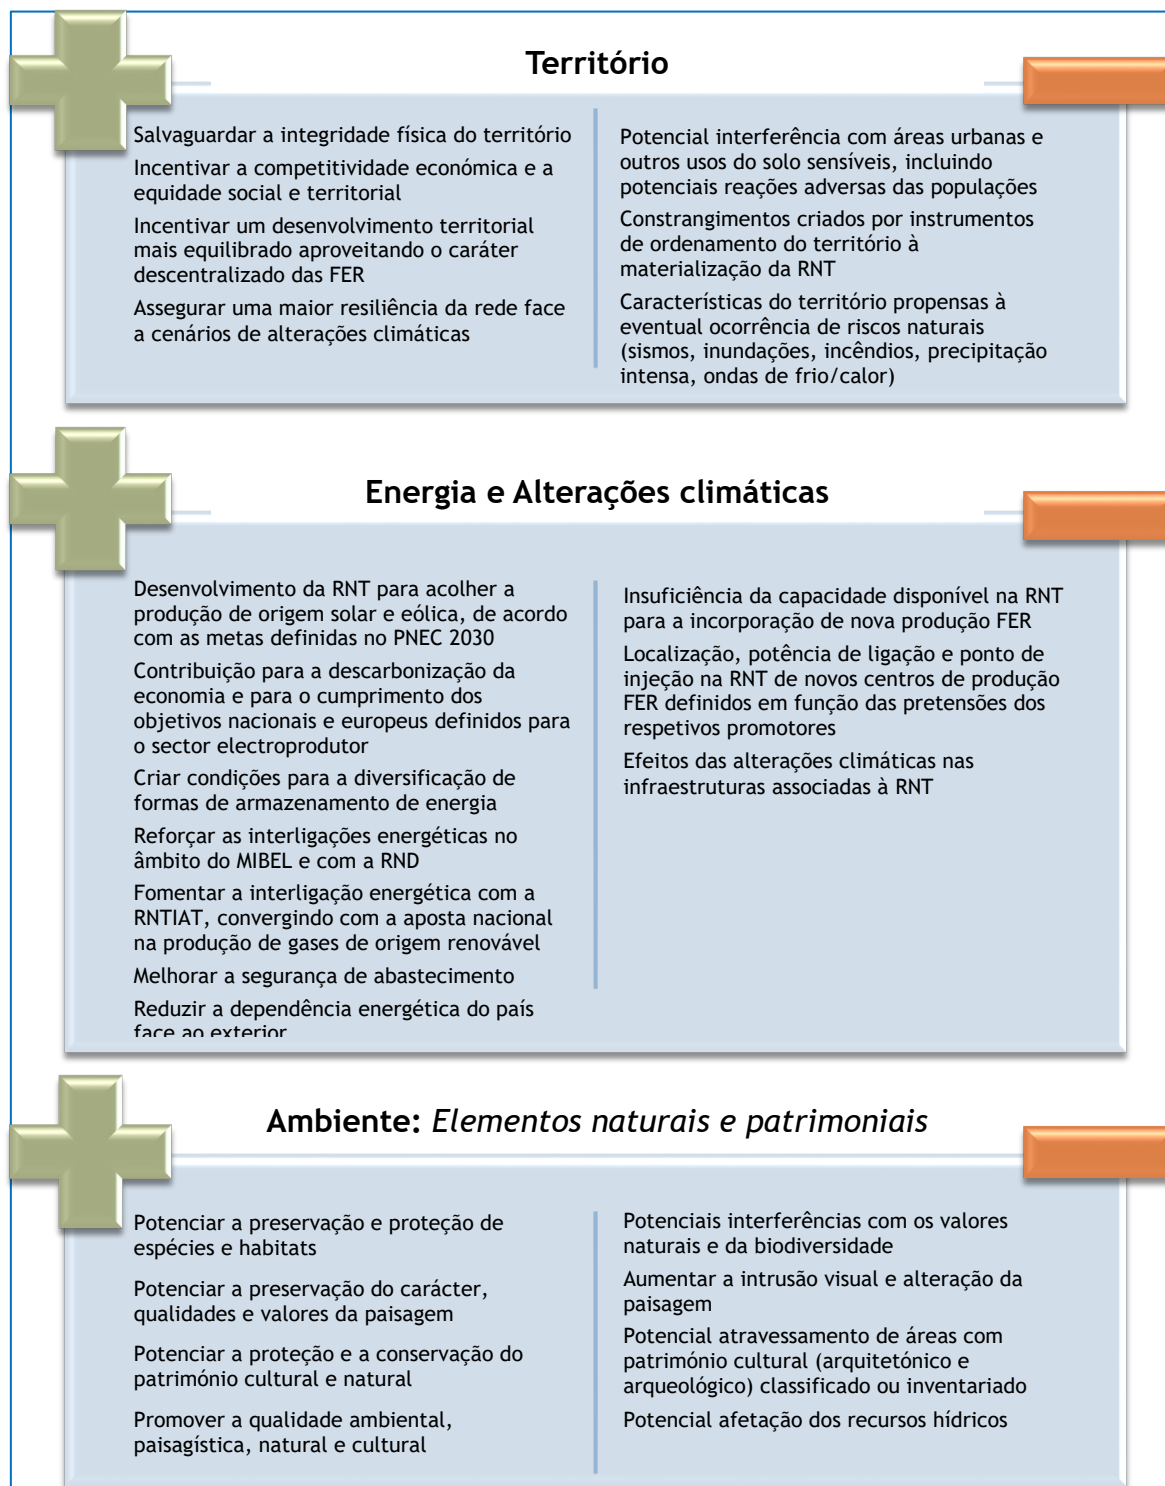 Território
Salvaguardar a integridade física do território
Incentivar a competitividade económica e a
equidade social e territorial
Incentivar um desenvolvimento territorial
mais equilibrado aproveitando o caráter
descentralizado das FER
Assegurar uma maior resiliência da rede face
a cenários de alterações climáticas
Potencial interferência com áreas urbanas e
outros usos do solo sensíveis, incluindo
potenciais reações adversas das populações
Constrangimentos criados por instrumentos
de ordenamento do território à
materialização da RNT
Características do território propensas à
eventual ocorrência de riscos naturais
(sismos, inundações, incêndios, precipitação
intensa, ondas de frio/calor)
Energia e Alterações climáticas
Desenvolvimento da RNT para acolher a
produção de origem solar e eólica, de acordo
com as metas definidas no PNEC 2030
Contribuição para a descarbonização da
economia e para o cumprimento dos
objetivos nacionais e europeus definidos para
o sector electroprodutor
Criar condições para a diversificação de
formas de armazenamento de energia
Reforçar as interligações energéticas no
âmbito do MIBEL e com a RND
Fomentar a interligação energética com a
RNTIAT, convergindo com a aposta nacional
na produção de gases de origem renovável
Melhorar a segurança de abastecimento
Reduzir a dependência energética do país
face ao exterior
Insuficiência da capacidade disponível na RNT
para a incorporação de nova produção FER
Localização, potência de ligação e ponto de
injeção na RNT de novos centros de produção
FER definidos em função das pretensões dos
respetivos promotores
Efeitos das alterações climáticas nas
infraestruturas associadas à RNT
Ambiente: Elementos naturais e patrimoniais
Potenciar a preservação e proteção de
espécies e habitats
Potenciar a preservação do carácter,
qualidades e valores da paisagem
Potenciar a proteção e a conservação do
património cultural e natural
Promover a qualidade ambiental,
paisagística, natural e cultural
Potenciais interferências com os valores
naturais e da biodiversidade
Aumentar a intrusão visual e alteração da
paisagem
Potencial atravessamento de áreas com
património cultural (arquitetónico e
arqueológico) classificado ou inventariado
Potencial afetação dos recursos hídricos